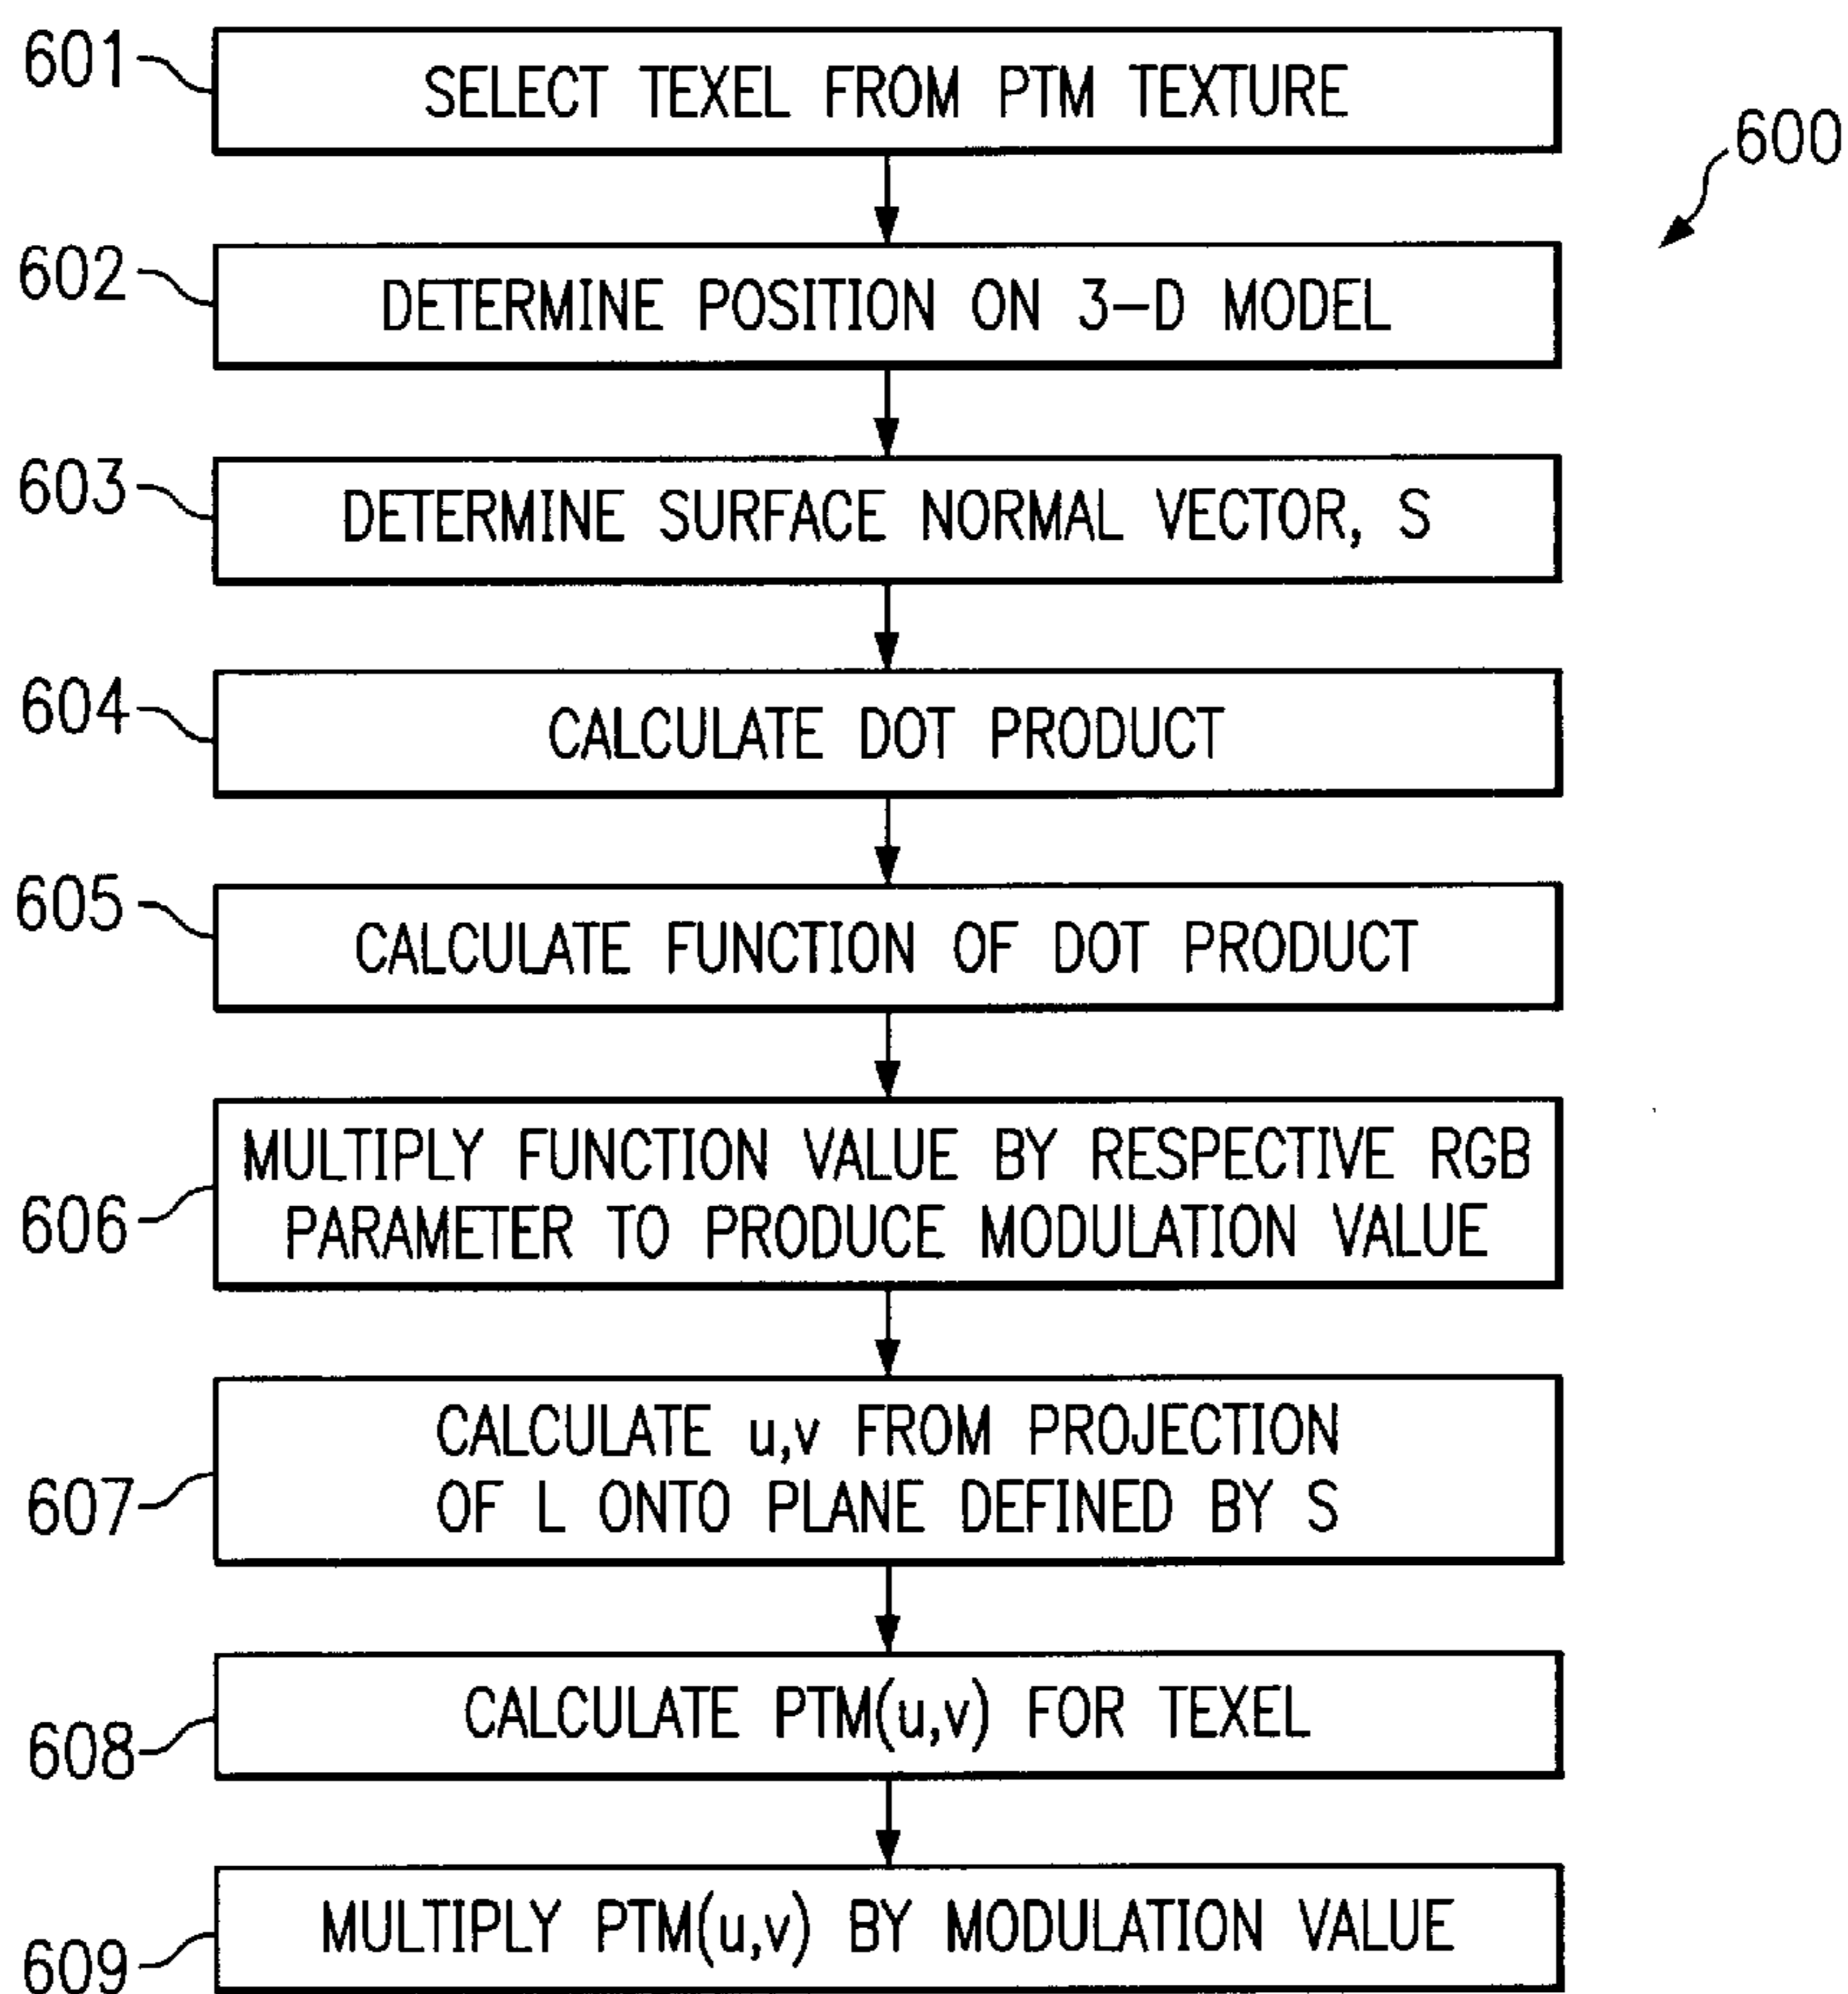 601
SELECT TEXEL FROM PTM TEXTURE
600
602
DETERMINE POSITION ON 3-D MODEL
603
DETERMINE SURFACE NORMAL VECTOR, S
604
CALCULATE DOT PRODUCT
605
CALCULATE FUNCTION OF DOT PRODUCT
606
MULTIPLY FUNCTION VALUE BY RESPECTIVE RGB
PARAMETER TO PRODUCE MODULATION VALUE
607
CALCULATE u,v FROM PROJECTION
OF L ONTO PLANE DEFINED BY S
608
CALCULATE PTM(u,v) FOR TEXEL
609
MULTIPLY PTM(u,v) BY MODULATION VALUE